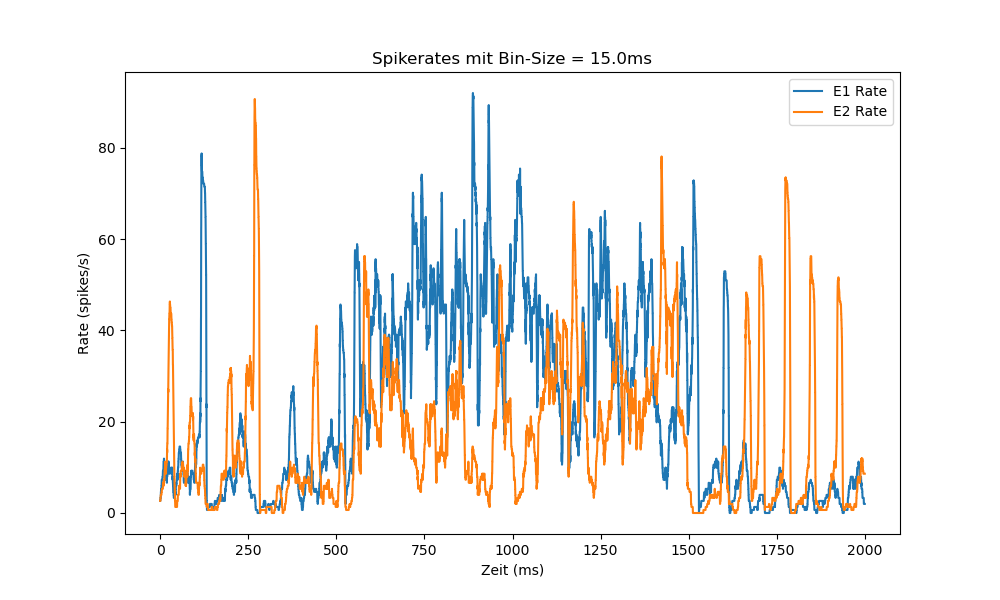 Spikerates mit Bin-Size = 15.0ms
E1 Rate
E2 Rate
Rate (spikes/s)
80
60
40
20
0
0 250 500 750 1000 1250 1500 1750 2000
Zeit (ms)